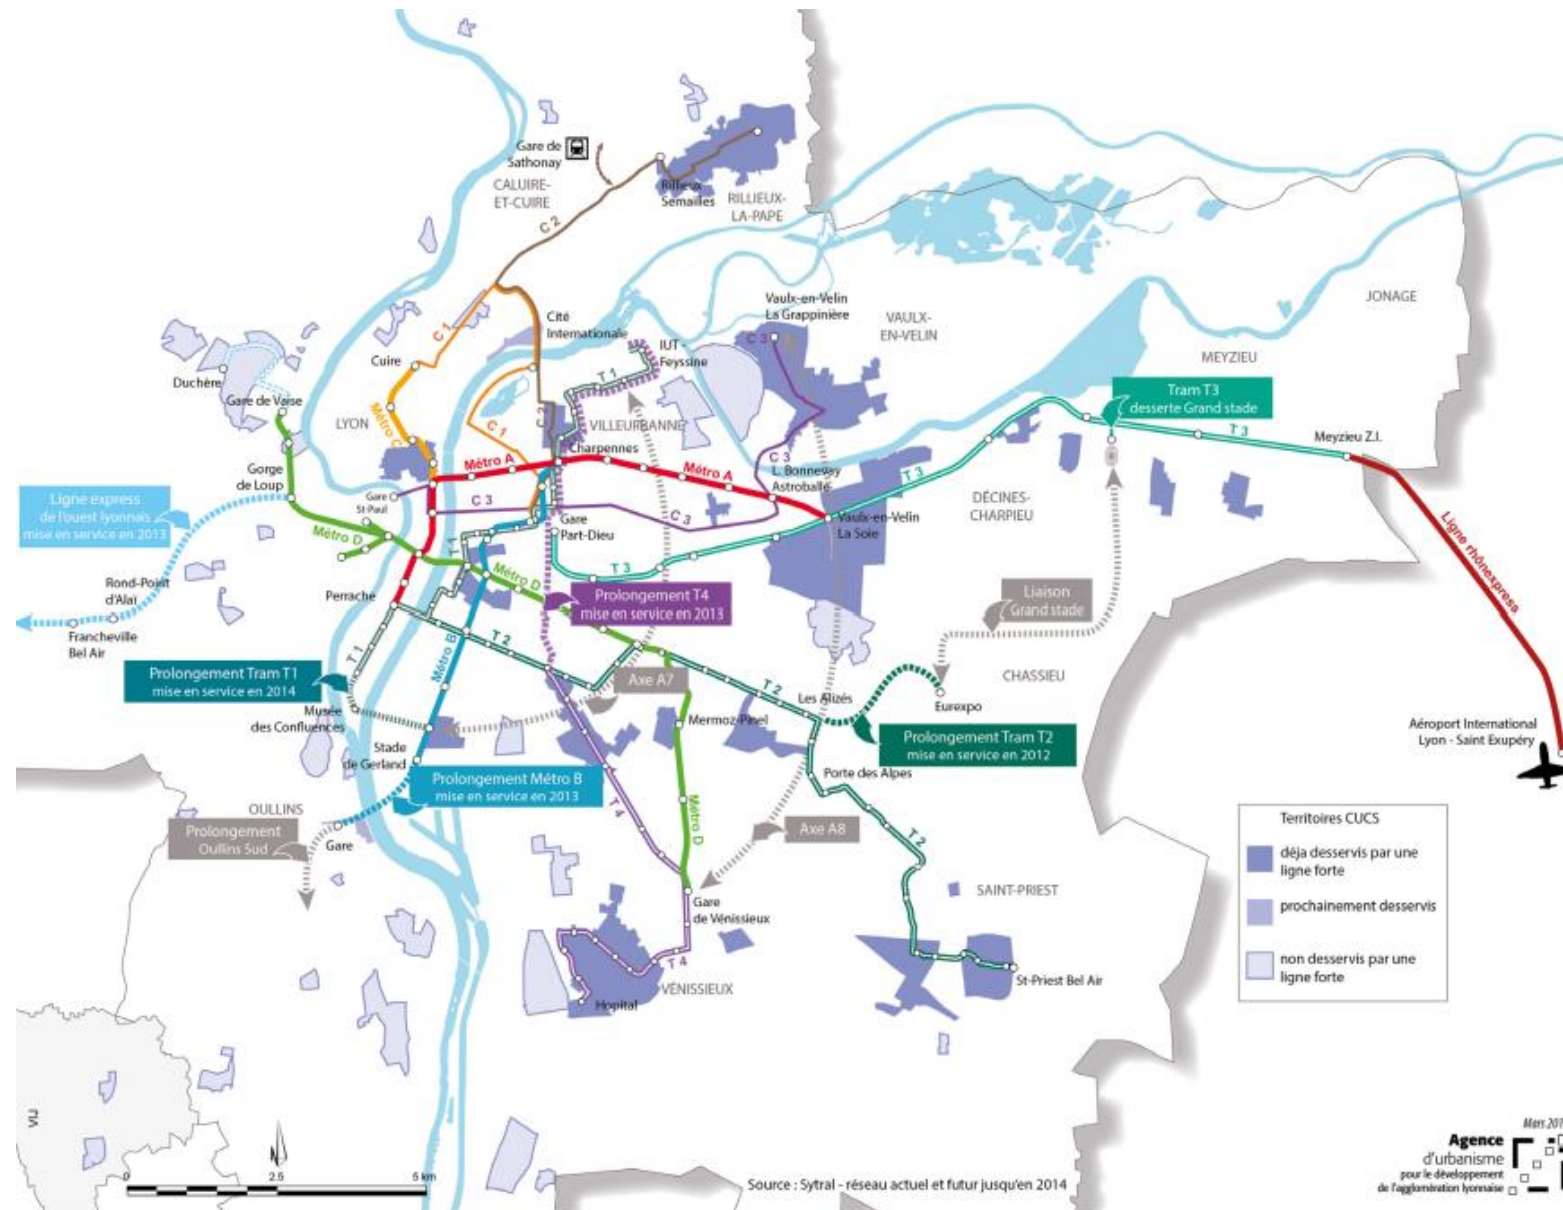 Gare de
Sathonay
CALUIRE-
ET-CUIRE
Rillieux
Semailles
RILLIEUX-
LA-PAPE
C 2
JONAGE
Vaulx-en-Velin
La Grappinière
VAULX-
EN-VELIN
MEYZIEU
Cité
Internationale
IUT -
Feyssine
C 1
C 3
T 1
Cuire
Duchère
Gare de Vaise
Métro C
LYON
C 1
C 2
VILLEURBANNE
Charpennes
Tram T3
desserte Grand stade
T 3
Meyzieu Z.I.
Métro A
Métro A
C 3
L. Bonnevay
Astroballe
T 3
Gorge
de Loup
Gare
St-Paul
C 3
C 3
DÉCINES-
CHARPIEU
Ligne express
de l'ouest lyonnais
mise en service en 2013
Métro D
T 1
Gare
Part-Dieu
Vaulx-en-Velin
La Soie
Ligne rhônexpress
T 3
Métro D
Rond-Point
d'Alaï
Perrache
Prolongement T4
mise en service en 2013
Liaison
Grand stade
Francheville
Bel Air
T 2
Métro B
T 1
Prolongement Tram T1
mise en service en 2014
Axe A7
T 2
CHASSIEU
Les Alizés
Eurexpo
Musée
des Confluences
Mermoz-Pinel
Aéroport International
Lyon - Saint Exupéry
Prolongement Tram T2
mise en service en 2012
Stade
de Gerland
Prolongement Métro B
mise en service en 2013
Porte des Alpes
OULLINS
Prolongement
Oullins Sud
Gare
T 4
Métro D
Axe A8
T 2
Territoires CUCS
déja desservis par une
ligne forte
prochainement desservis
non desservis par une
ligne forte
SAINT-PRIEST
Gare
de Vénissieux
T 4
VÉNISSIEUX
Hopital
St-Priest Bel Air
0
2.5
5 km
Source : Sytral - réseau actuel et futur jusqu'en 2014
Mars 201
Agence
d'urbanisme
pour le développement
de l'agglomération lyonnaise